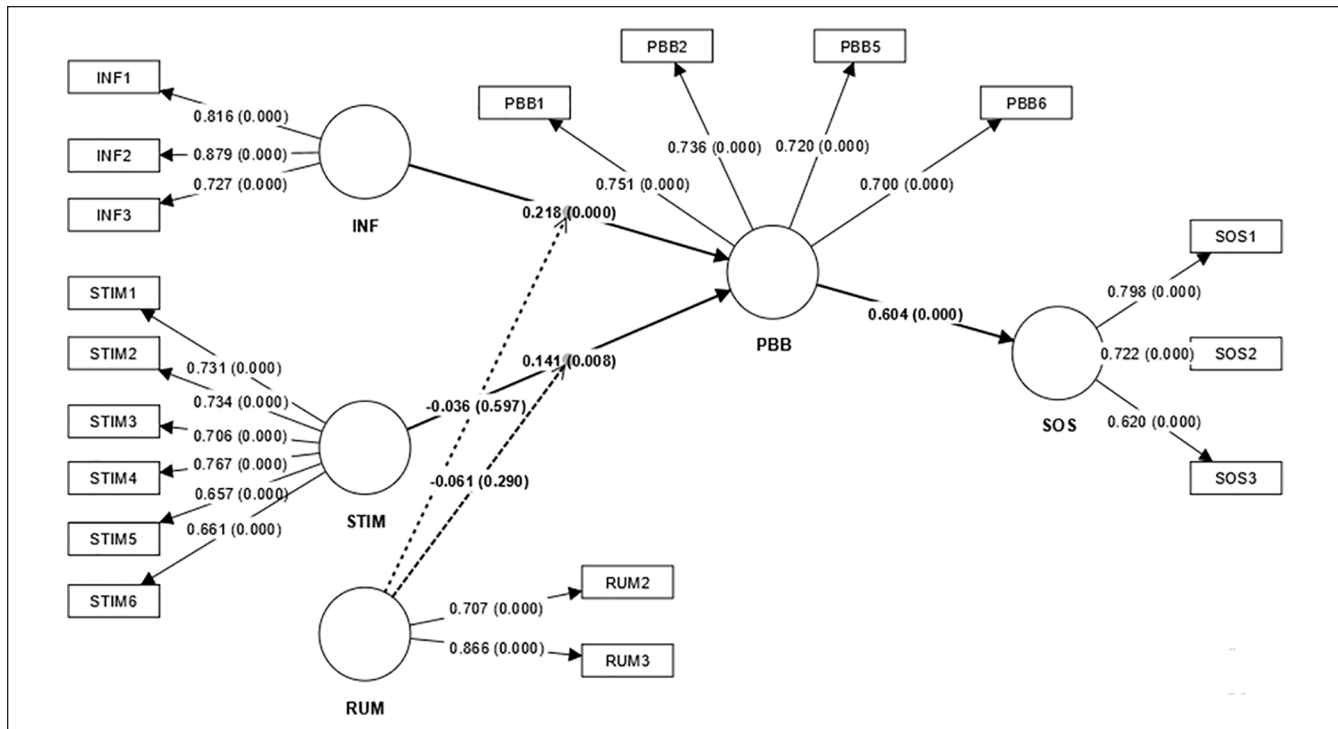 PBB2
PBB5
INF1
PBB1
PBB6
0.816 (0.000)
INF2
0.879 (0.000)
0.736 (0.000)
0.720 (0.000)
0.727 (0.000)
0.751 (0.000)
0.700 (0.000)
INF3
INF
0.218 (0.000)
SOS1
STIM1
0.798 (0.000)
0.604 (0.000)
STIM2
PBB
0.141 (0.008)
0.722 (0.000)
SOS2
0.731 (0.000)
0.734 (0.000)
-0.036 (0.597)
STIM3
0.706 (0.000)
SOS
0.620 (0.000)
STIM4
0.767 (0.000)
-0.061 (0.290)
SOS3
0.657 (0.000)
STIM
0.661 (0.000)
STIM5
RUM2
STIM6
0.707 (0.000)
0.866 (0.000)
RUM3
RUM